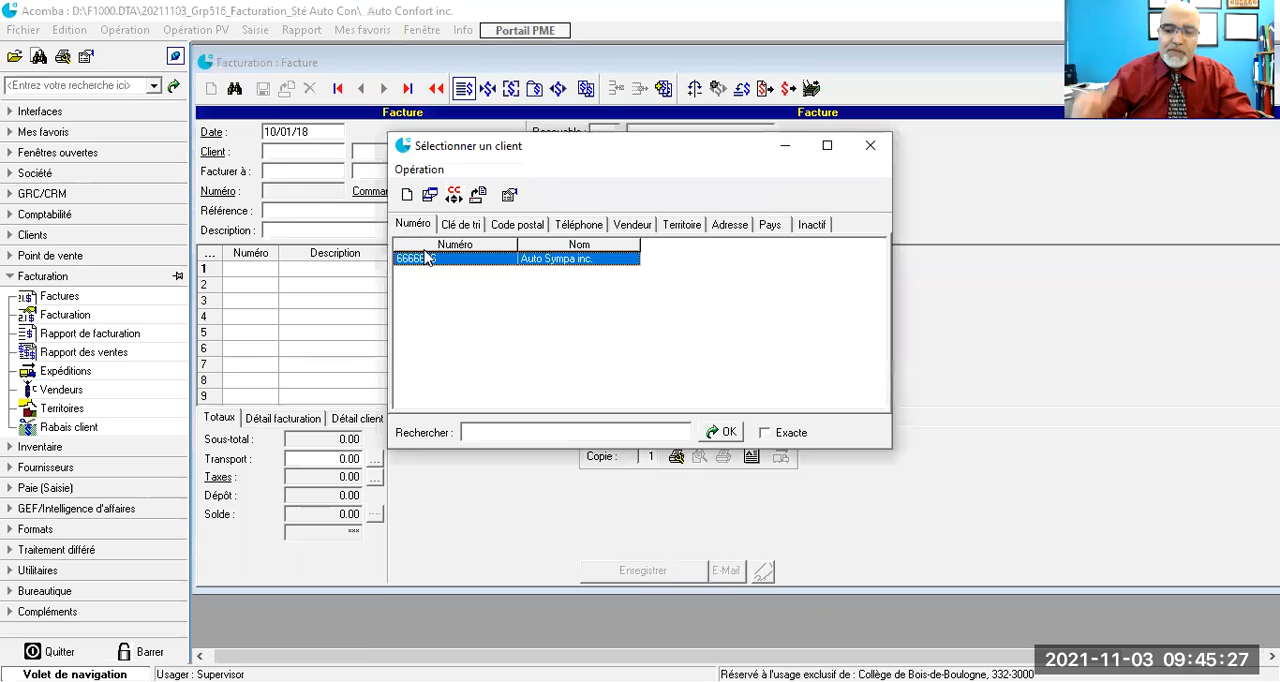 Acomba : D:\F1000.DTA\20211103_Grp516_Facturation_Sté Auto Con\_ Auto Confort inc.
Fichier Edition Opération Opération PV Saisie Rapport Mes favoris Fenêtre Info Portail PME
<Entrez votre recherche ici>
Interfaces
Mes favoris
Fenêtres ouvertes
Société
GRC/CRM
Comptabilité
Clients
Point de vente
Facturation
Factures
Facturation
Rapport de facturation
Rapport des ventes
Expéditions
Vendeurs
Territoires
Rabais client
Inventaire
Fournisseurs
Paie (Saisie)
GEF/Intelligence d'affaires
Formats
Traitement différé
Utilitaires
Bureautique
Compléments
Quitter Barrer
Volet de navigation
Facturation : Facture
Facture Facture
Date : 10/01/18
Client :
Facturer à :
Numéro :
Référence :
Description :
... Numéro Description
1
2
3
4
5
6
7
8
9
Totaux Détail facturation Détail client
Sous-total : 0.00
Transport : 0.00 ...
Taxes : 0.00 ...
Dépôt : 0.00
Solde : 0.00 ...
***
Sélectionner un client
Opération
Numéro Clé de tri Code postal Téléphone Vendeur Territoire Adresse Pays Inactif
Numéro Nom
Auto Sympa inc.
Rechercher : OK Exacte
Copie : 1
Enregistrer E-Mail
Usager : Supervisor
Réservé à l'usage exclusif de : Collège de Bois-de-Boulogne, 332-3000
2021-11-03 09:45:27